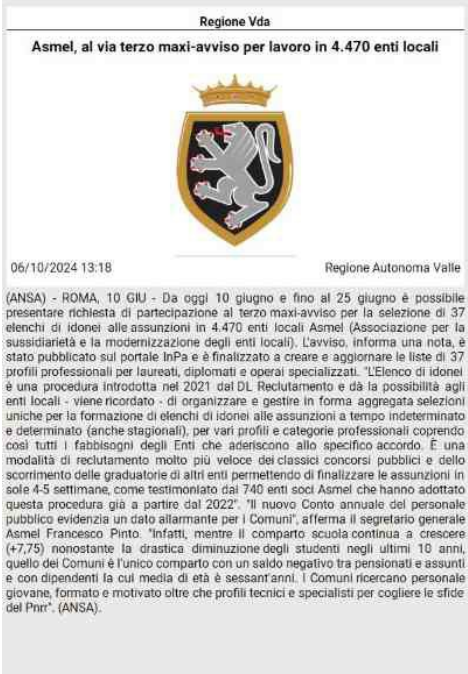 Regione Vda
Asmel, al via terzo maxi-avviso per lavoro in 4.470 enti locali
06/10/2024 13:18
Regione Autonoma Valle
(ANSA) - ROMA, 10 GIU - Da oggi 10 giugno e fino al 25 giugno è possibile
presentare richiesta di partecipazione al terzo maxi-avviso per la selezione di 37
elenchi di idonei alle assunzioni in 4.470 enti locali Asmel (Associazione per la
sussidiarietà e la modernizzazione degli enti locali). L'avviso, informa una nota, è
stato pubblicato sul portale InPa e è finalizzato a creare e aggiornare le liste di 37
profili professionali per laureati, diplomati e operai specializzati. "L'Elenco di idonei
è una procedura introdotta nel 2021 dal DL Reclutamento e dà la possibilità agli
enti locali - viene ricordato - di organizzare e gestire in forma aggregata selezioni
uniche per la formazione di elenchi di idonei alle assunzioni a tempo indeterminato
e determinato (anche stagionali), per vari profili e categorie professionali coprendo
così tutti i fabbisogni degli Enti che aderiscono allo specifico accordo. È una
modalità di reclutamento molto più veloce dei classici concorsi pubblici e dello
scorrimento delle graduatorie di altri enti permettendo di finalizzare le assunzioni in
sole 4-5 settimane, come testimoniato dai 740 enti soci Asmel che hanno adottato
questa procedura già a partire dal 2022". "Il nuovo Conto annuale del personale
pubblico evidenzia un dato allarmante per i Comuni", afferma il segretario generale
Asmel Francesco Pinto. "Infatti, mentre il comparto scuola continua a crescere
(+7,75) nonostante la drastica diminuzione degli studenti negli ultimi 10 anni,
quello dei Comuni è l'unico comparto con un saldo negativo tra pensionati e assunti
e con dipendenti la cui media di età è sessant'anni. I Comuni ricercano personale
giovane, formato e motivato oltre che profili tecnici e specialisti per cogliere le sfide
del Pnrr". (ANSA).